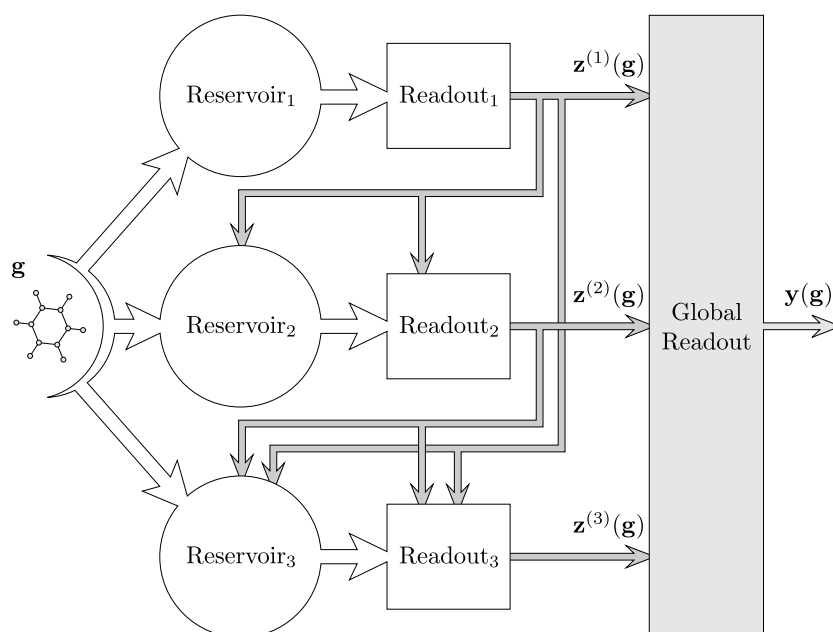 z^{(1)}(g)
Reservoir_1
Readout_1
g
z^{(2)}(g)
y(g)
Reservoir_2
Readout_2
Global
Readout
z^{(3)}(g)
Reservoir_3
Readout_3